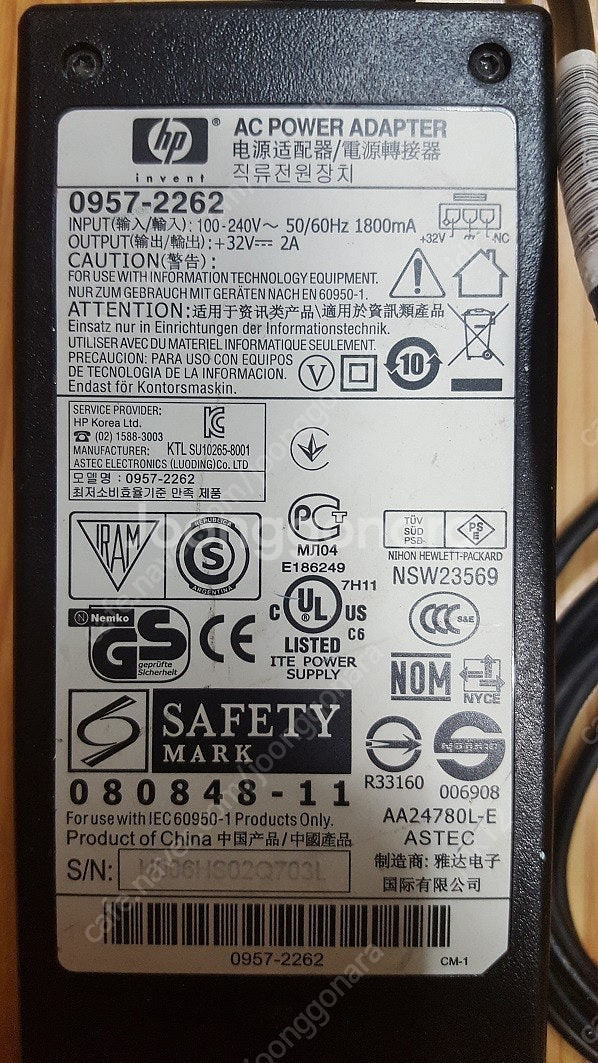 hp ® AC POWER ADAPTER
invent 电源适配器/電源轉接器
직류전원장치
0957-2262
INPUT(输入/輸入): 100-240V～ 50/60Hz 1800mA
OUTPUT(输出/輸出): +32V⎓ 2A
+32V NC
CAUTION(警告):
FOR USE WITH INFORMATION TECHNOLOGY EQUIPMENT.
NUR ZUM GEBRAUCH MIT GERÄTEN NACH EN 60950-1.
ATTENTION: 适用于资讯类产品\適用於資訊類產品
Einsatz nur in Einrichtungen der Informationstechnik.
UTILISER AVEC DU MATERIEL INFORMATIQUE SEULEMENT.
PRECAUCION: PARA USO CON EQUIPOS
DE TECNOLOGIA DE LA INFORMACION.
Endast för Kontorsmaskin.
V 10
SERVICE PROVIDER:
HP Korea Ltd.
☎ (02) 1588-3003
MANUFACTURER: KTL SU10265-8001
ASTEC ELECTRONICS (LUODING)Co. LTD
모델명 : 0957-2262
최저소비효율기준 만족 제품
IRAM
REPUBLICA S ARGENTINA
МЛ04
E186249
TÜV
SÜD
PSB
PS
E
NIHON HEWLETT-PACKARD
NSW23569
7H11
C UL ® US
C6
LISTED
ITE POWER
SUPPLY
CCC S&E
N Nemko
GS
geprüfte
Sicherheit
CE
NOM
NYCE
SAFETY
MARK
080848-11
R33160
006908
For use with IEC 60950-1 Products Only.
Product of China 中国产品/中國產品
AA24780L-E
ASTEC
制造商: 雅达电子
国际有限公司
S/N:
0957-2262
CM-1
joonggonara
cafe.naver.com/joonggonara